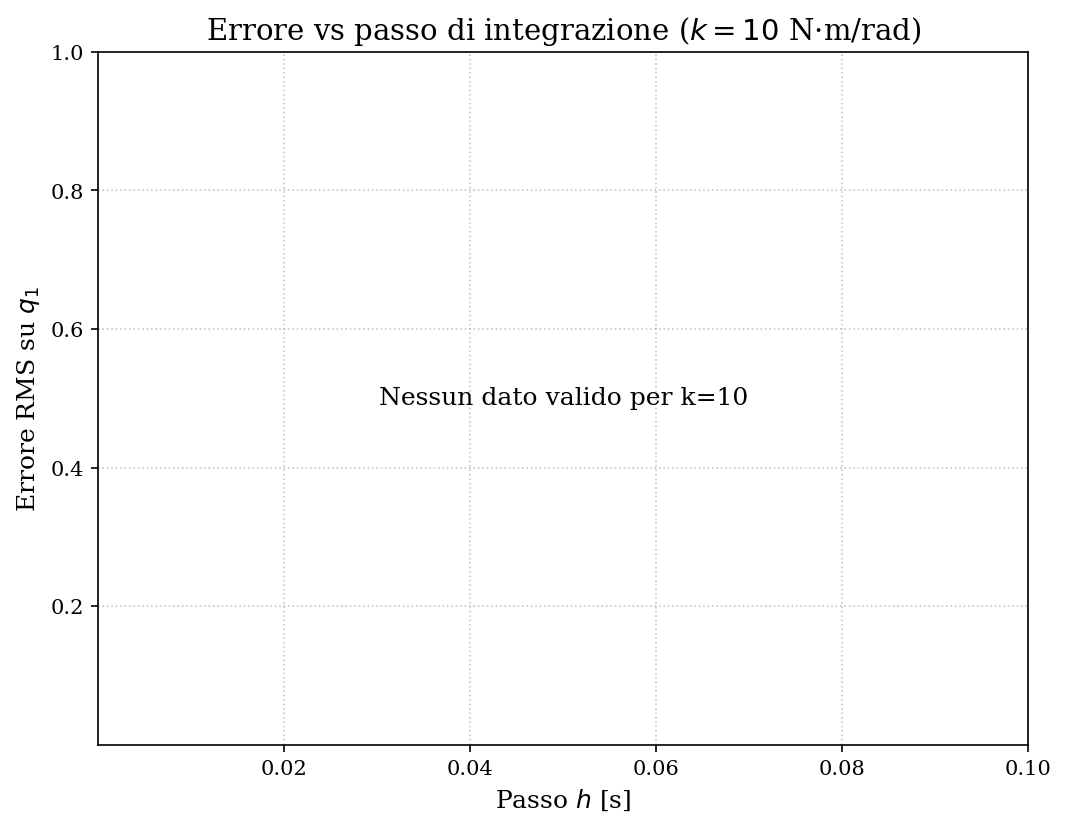 Errore vs passo di integrazione (k = 10 N·m/rad)
1.0
0.8
0.6
0.4
0.2
Errore RMS su q₁
Nessun dato valido per k=10
0.02 0.04 0.06 0.08 0.10
Passo h [s]